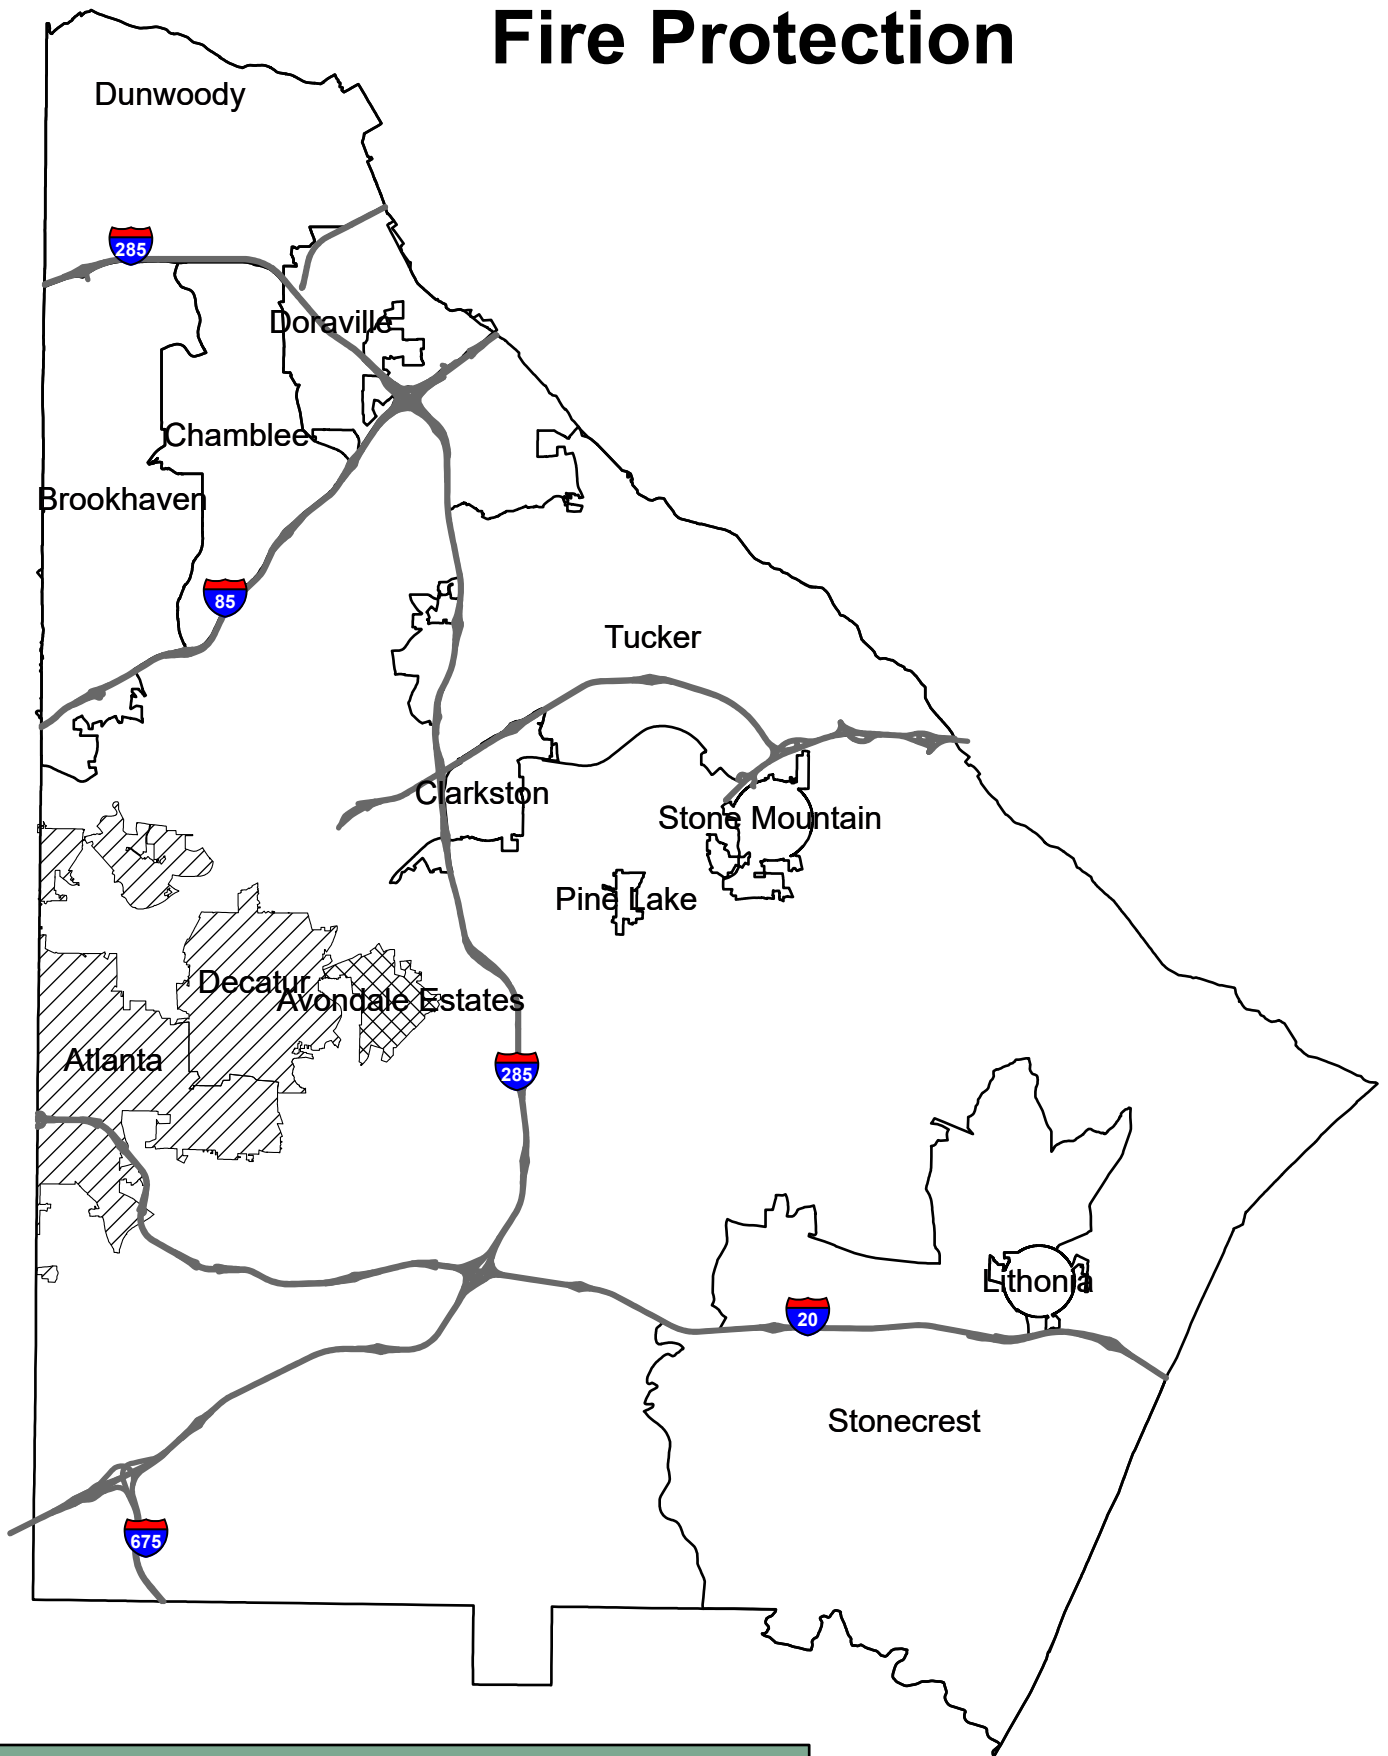 Fire Protection
Dunwoody
285
Doraville
Chamblee
Brookhaven
85
Tucker
Clarkston
Stone Mountain
Pine Lake
Decatur
Avondale Estates
Atlanta
285
Lithonia
20
Stonecrest
675